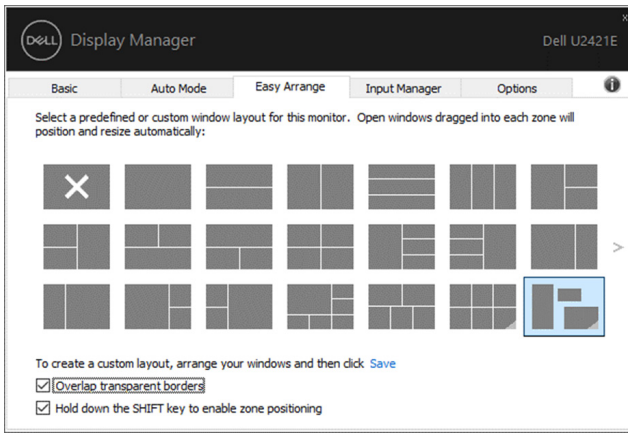 DELL Display Manager
Dell U2421E
Basic Auto Mode Easy Arrange Input Manager Options
Select a predefined or custom window layout for this monitor. Open windows dragged into each zone will
position and resize automatically:
To create a custom layout, arrange your windows and then click Save
Overlap transparent borders
Hold down the SHIFT key to enable zone positioning